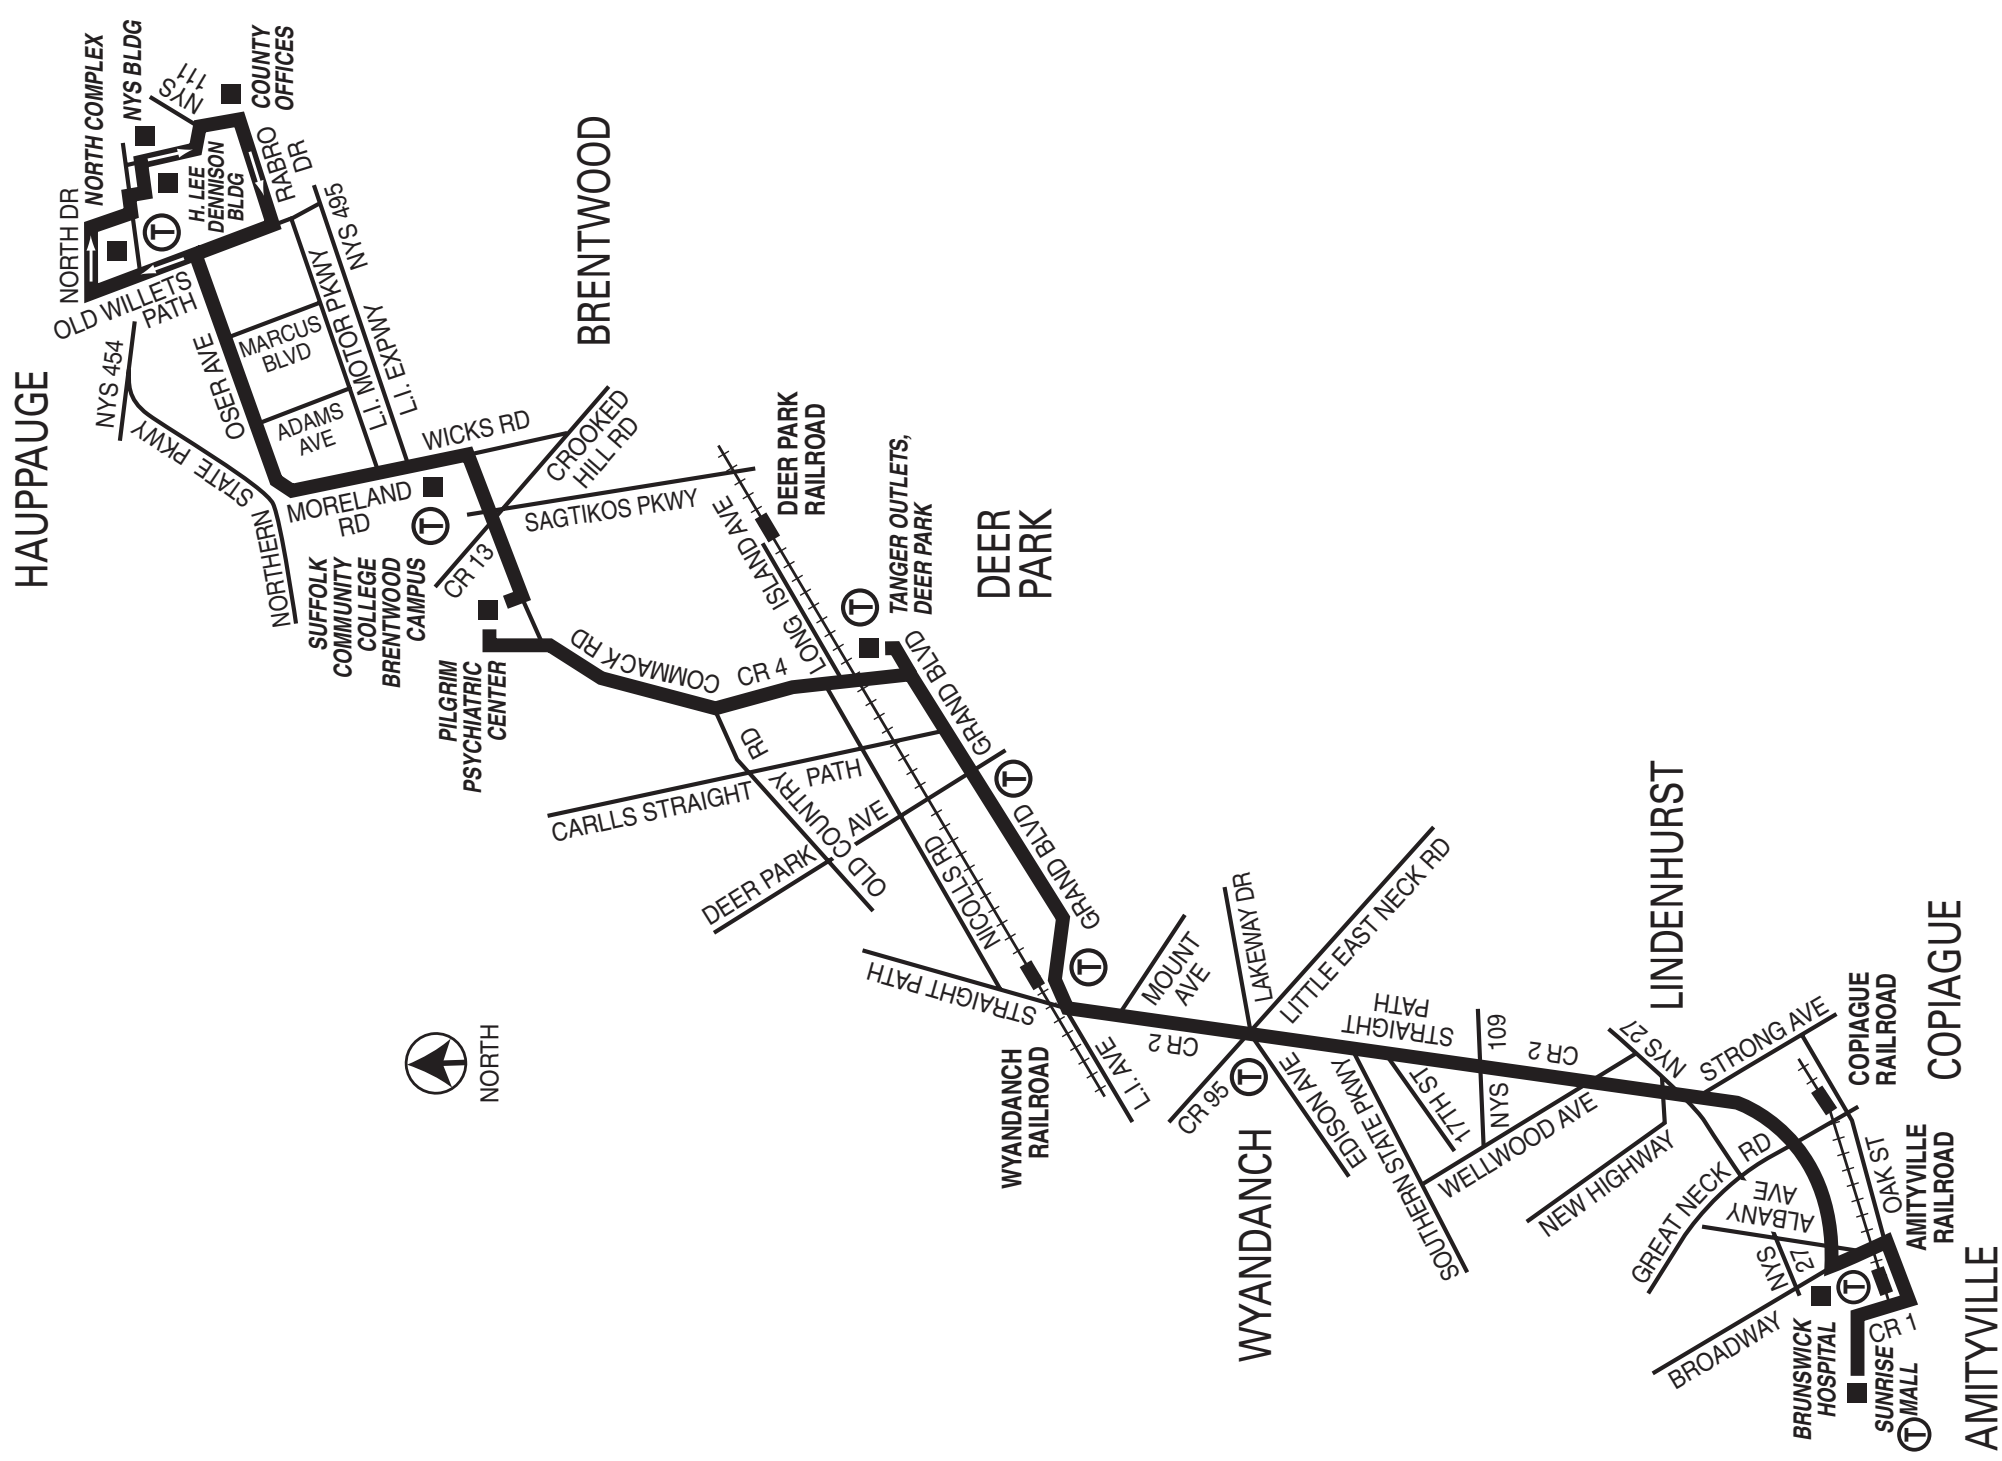 HAUPPAUGE
NORTH DR
NORTH COMPLEX
NYS BLDG
NYS
111
COUNTY
OFFICES
H. LEE
DENNISON
BLDG
T
RABRO
DR
OLD WILLETS
PATH
NYS 454
OSER AVE
MARCUS
BLVD
ADAMS
AVE
L.I. MOTOR PKWY
NYS 495
L.I. EXPWY
NORTHERN
STATE PKWY
MORELAND
RD
WICKS RD
BRENTWOOD
SUFFOLK
COMMUNITY
COLLEGE
BRENTWOOD
CAMPUS
T
CR 13
CROOKED
HILL RD
SAGTIKOS PKWY
PILGRIM
PSYCHIATRIC
CENTER
COMMACK RD
CR 4
LONG ISLAND AVE
DEER PARK
RAILROAD
TANGER OUTLETS,
DEER PARK
T
DEER
PARK
GRAND BLVD
GRAND BLVD
T
GRAND BLVD
GRAND BLVD
CARLLS STRAIGHT
PATH
OLD COUNTRY
RD
DEER PARK
AVE
NICOLLS RD
STRAIGHT PATH
NORTH
WYANDANCH
RAILROAD
T
L.I. AVE
MOUNT
AVE
CR 2
LAKEWAY DR
LITTLE EAST NECK RD
CR 95
T
WYANDANCH
EDISON AVE
SOUTHERN STATE PKWY
STRAIGHT
PATH
17TH ST
NYS
109
CR 2
WELLWOOD AVE
LINDENHURST
NYS 27
NEW HIGHWAY
STRONG AVE
GREAT NECK
RD
ALBANY
AVE
NYS
27
COPIAGUE
RAILROAD
COPIAGUE
OAK ST
AMITYVILLE
RAILROAD
BROADWAY
BRUNSWICK
HOSPITAL
T
CR 1
SUNRISE
MALL
T
AMITYVILLE